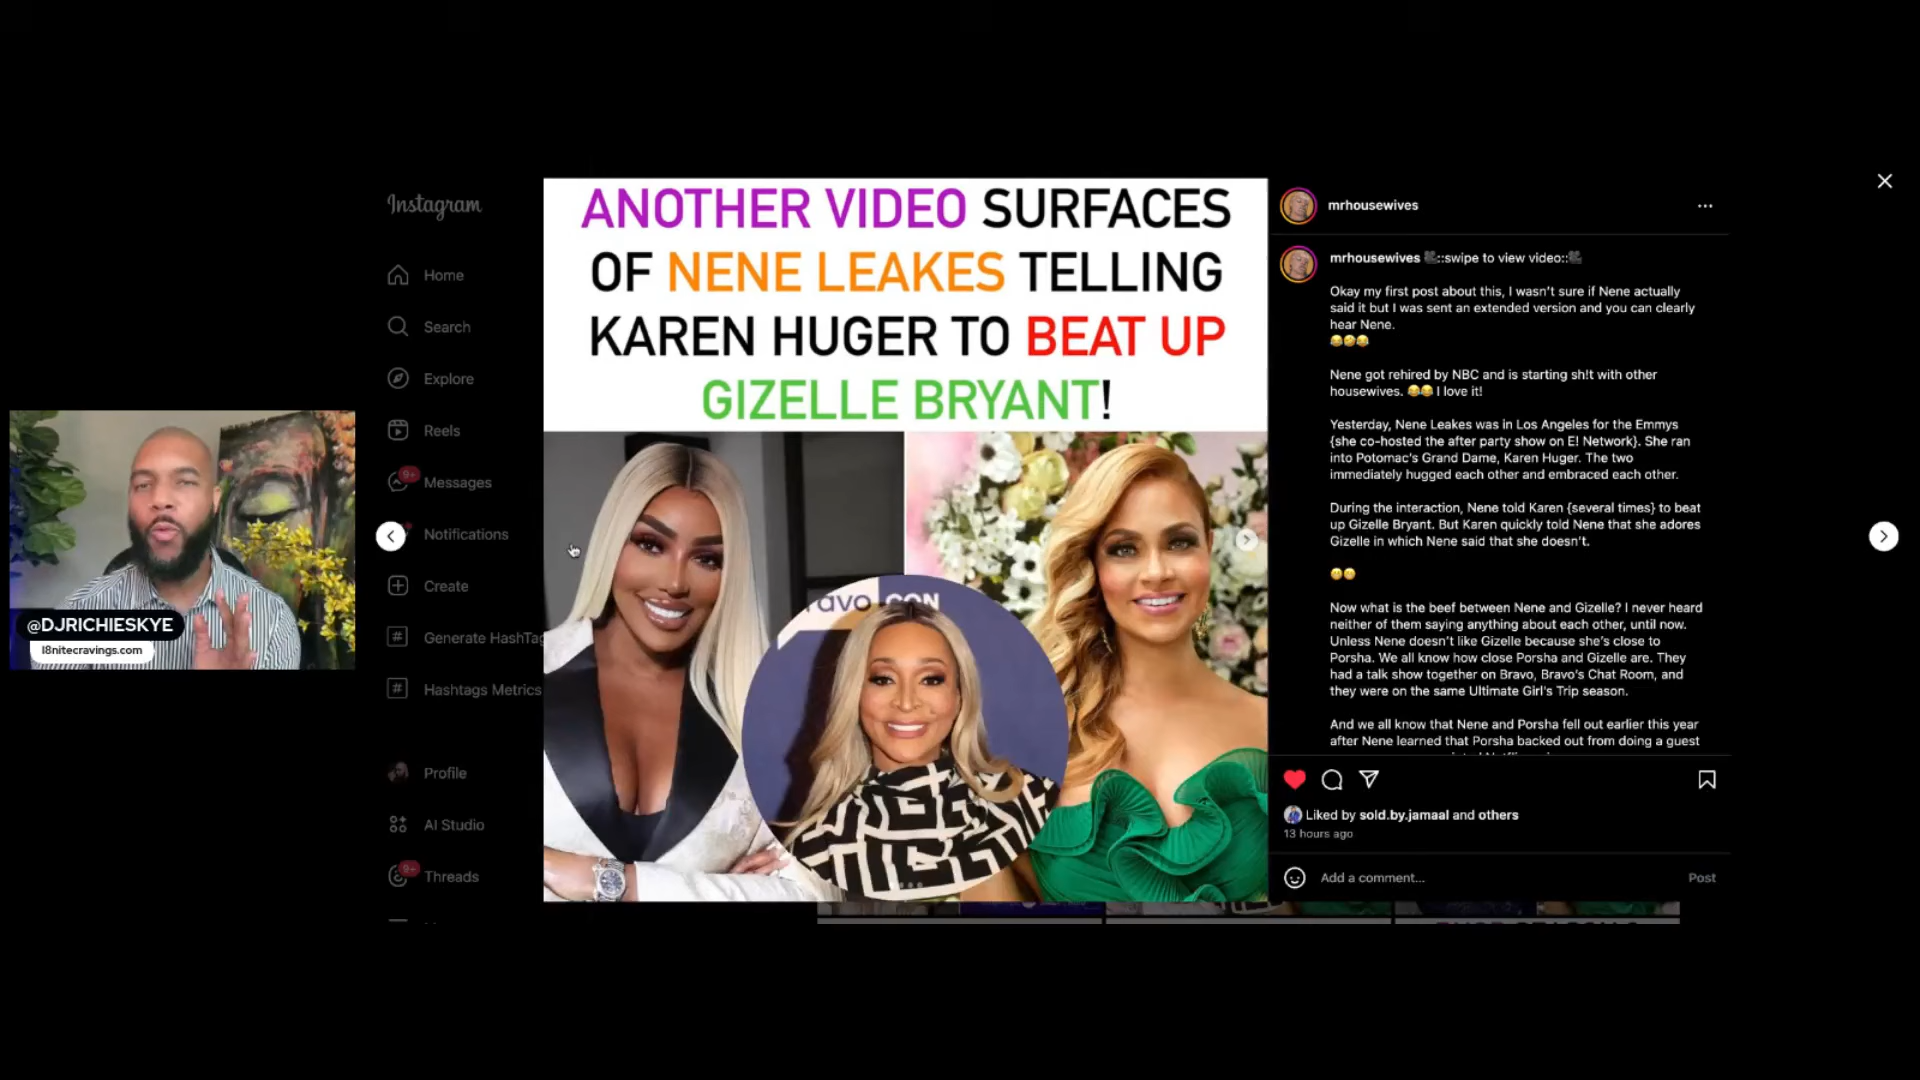 Instagram
Home
Search
Explore
Reels
9+
Messages
Notifications
Create
Generate HashTag
Hashtags Metrics
Profile
AI Studio
9+
Threads
@DJRICHIESKYE
l8nitecravings.com
ANOTHER VIDEO SURFACES
OF NENE LEAKES TELLING
KAREN HUGER TO BEAT UP
GIZELLE BRYANT!
CON
mrhousewives
mrhousewives 🎥::swipe to view video::🎥
Okay my first post about this, I wasn't sure if Nene actually
said it but I was sent an extended version and you can clearly
hear Nene.
😂🤣😂
Nene got rehired by NBC and is starting sh!t with other
housewives. 😂😂 I love it!
Yesterday, Nene Leakes was in Los Angeles for the Emmys
{she co-hosted the after party show on E! Network}. She ran
into Potomac's Grand Dame, Karen Huger. The two
immediately hugged each other and embraced each other.
During the interaction, Nene told Karen {several times} to beat
up Gizelle Bryant. But Karen quickly told Nene that she adores
Gizelle in which Nene said that she doesn't.
Now what is the beef between Nene and Gizelle? I never heard
neither of them saying anything about each other, until now.
Unless Nene doesn't like Gizelle because she's close to
Porsha. We all know how close Porsha and Gizelle are. They
had a talk show together on Bravo, Bravo's Chat Room, and
they were on the same Ultimate Girl's Trip season.
And we all know that Nene and Porsha fell out earlier this year
after Nene learned that Porsha backed out from doing a guest
Liked by sold.by.jamaal and others
13 hours ago
Add a comment...
Post